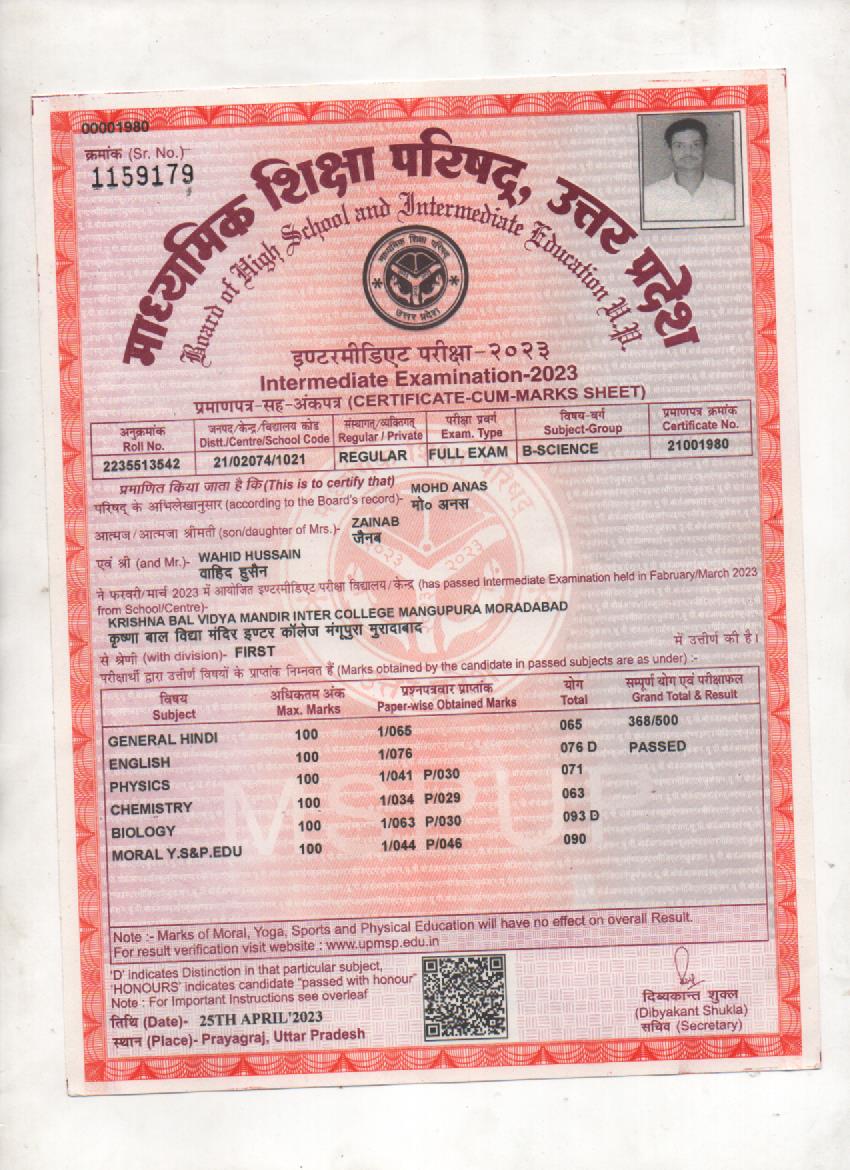 00001980
क्रमांक (Sr. No.)
1159179
माध्यमिक शिक्षा परिषद्, उत्तर प्रदेश
Board of High School and Intermediate Education U.P.
माध्यमिक शिक्षा परिषद्
उत्तर प्रदेश
इण्टरमीडिएट परीक्षा-२०२३
Intermediate Examination-2023
प्रमाणपत्र-सह-अंकपत्र (CERTIFICATE-CUM-MARKS SHEET)
अनुक्रमांक जनपद/केन्द्र/विद्यालय कोड संस्थागत/व्यक्तिगत परीक्षा प्रवर्ग विषय-वर्ग प्रमाणपत्र क्रमांक
Roll No. Distt./Centre/School Code Regular / Private Exam. Type Subject-Group Certificate No.
2235513542 21/02074/1021 REGULAR FULL EXAM B-SCIENCE 21001980
प्रमाणित किया जाता है कि (This is to certify that) MOHD ANAS
परिषद् के अभिलेखानुसार (according to the Board's record)- मो० अनस
आत्मज/आत्मजा श्रीमती (son/daughter of Mrs.)- ZAINAB
जैनब
एवं श्री (and Mr.)- WAHID HUSSAIN
वाहिद हुसैन
ने फरवरी/मार्च 2023 में आयोजित इण्टरमीडिएट परीक्षा विद्यालय/केन्द्र (has passed Intermediate Examination held in Fabruary/March 2023
from School/Centre)-
KRISHNA BAL VIDYA MANDIR INTER COLLEGE MANGUPURA MORADABAD
कृष्णा बाल विद्या मंदिर इण्टर कॉलेज मंगूपुरा मुरादाबाद
में उत्तीर्ण की है।
से श्रेणी (with division)- FIRST
परीक्षार्थी द्वारा उत्तीर्ण विषयों के प्राप्तांक निम्नवत हैं (Marks obtained by the candidate in passed subjects are as under) :-
विषय अधिकतम अंक प्रश्नपत्रवार प्राप्तांक योग सम्पूर्ण योग एवं परीक्षाफल
Subject Max. Marks Paper-wise Obtained Marks Total Grand Total & Result
GENERAL HINDI 100 1/065 065 368/500
ENGLISH 100 1/076 076 D PASSED
PHYSICS 100 1/041 P/030 071
CHEMISTRY 100 1/034 P/029 063
BIOLOGY 100 1/063 P/030 093 D
MORAL Y.S&P.EDU 100 1/044 P/046 090
MSPUP
Note :- Marks of Moral, Yoga, Sports and Physical Education will have no effect on overall Result.
For result verification visit website : www.upmsp.edu.in
'D' indicates Distinction in that particular subject,
'HONOURS' indicates candidate "passed with honour"
Note : For Important Instructions see overleaf
तिथि (Date)- 25TH APRIL'2023
स्थान (Place)- Prayagraj, Uttar Pradesh
दिब्यकान्त शुक्ल
(Dibyakant Shukla)
सचिव (Secretary)